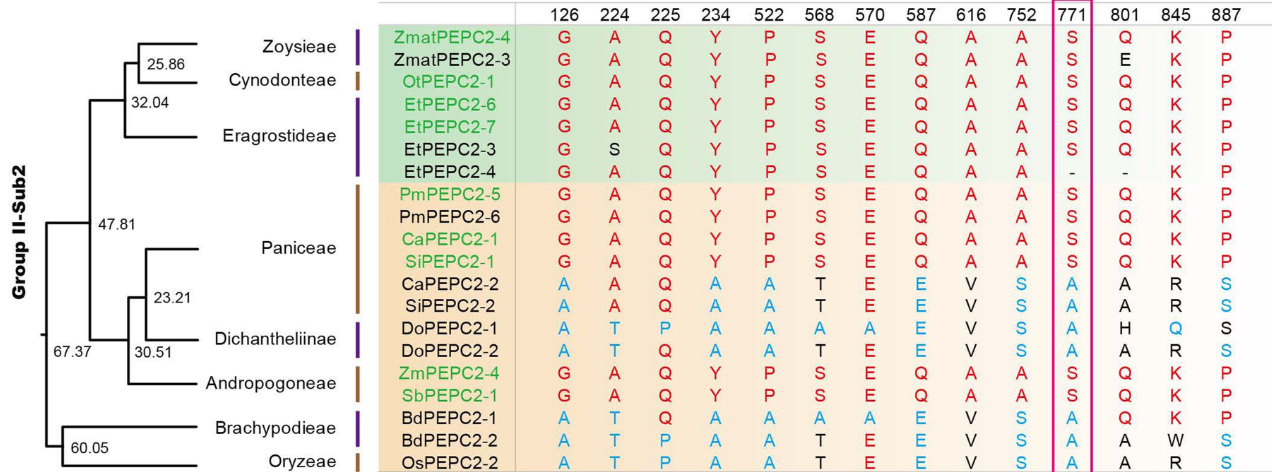 126 224 225 234 522 568 570 587 616 752 771 801 845 887
Zoysieae
ZmatPEPC2-4 G A Q Y P S E Q A A S Q K P
25.86
ZmatPEPC2-3 G A Q Y P S E Q A A S E K P
Cynodonteae
OtPEPC2-1 G A Q Y P S E Q A A S Q K P
32.04
EtPEPC2-6 G A Q Y P S E Q A A S Q K P
Eragrostideae
EtPEPC2-7 G A Q Y P S E Q A A S Q K P
EtPEPC2-3 G S Q Y P S E Q A A S Q K P
EtPEPC2-4 G A Q Y P S E Q A A - - K P
Group II-Sub2
47.81
PmPEPC2-5 G A Q Y P S E Q A A S Q K P
PmPEPC2-6 G A Q Y P S E Q A A S Q K P
Paniceae
CaPEPC2-1 G A Q Y P S E Q A A S Q K P
SiPEPC2-1 G A Q Y P S E Q A A S Q K P
23.21
CaPEPC2-2 A A Q A A T E E V S A A R S
SiPEPC2-2 A A Q A A T E E V S A A R S
Dichantheliinae
DoPEPC2-1 A T P A A A A E V S A H Q S
67.37
30.51
DoPEPC2-2 A T Q A A T E E V S A A R S
Andropogoneae
ZmPEPC2-4 G A Q Y P S E Q A A S Q K P
SbPEPC2-1 G A Q Y P S E Q A A S Q K P
Brachypodieae
BdPEPC2-1 A T Q A A A A E V S A Q K P
60.05
BdPEPC2-2 A T P A A T E E V S A A W S
Oryzeae
OsPEPC2-2 A T P A A T E E V S A A R S